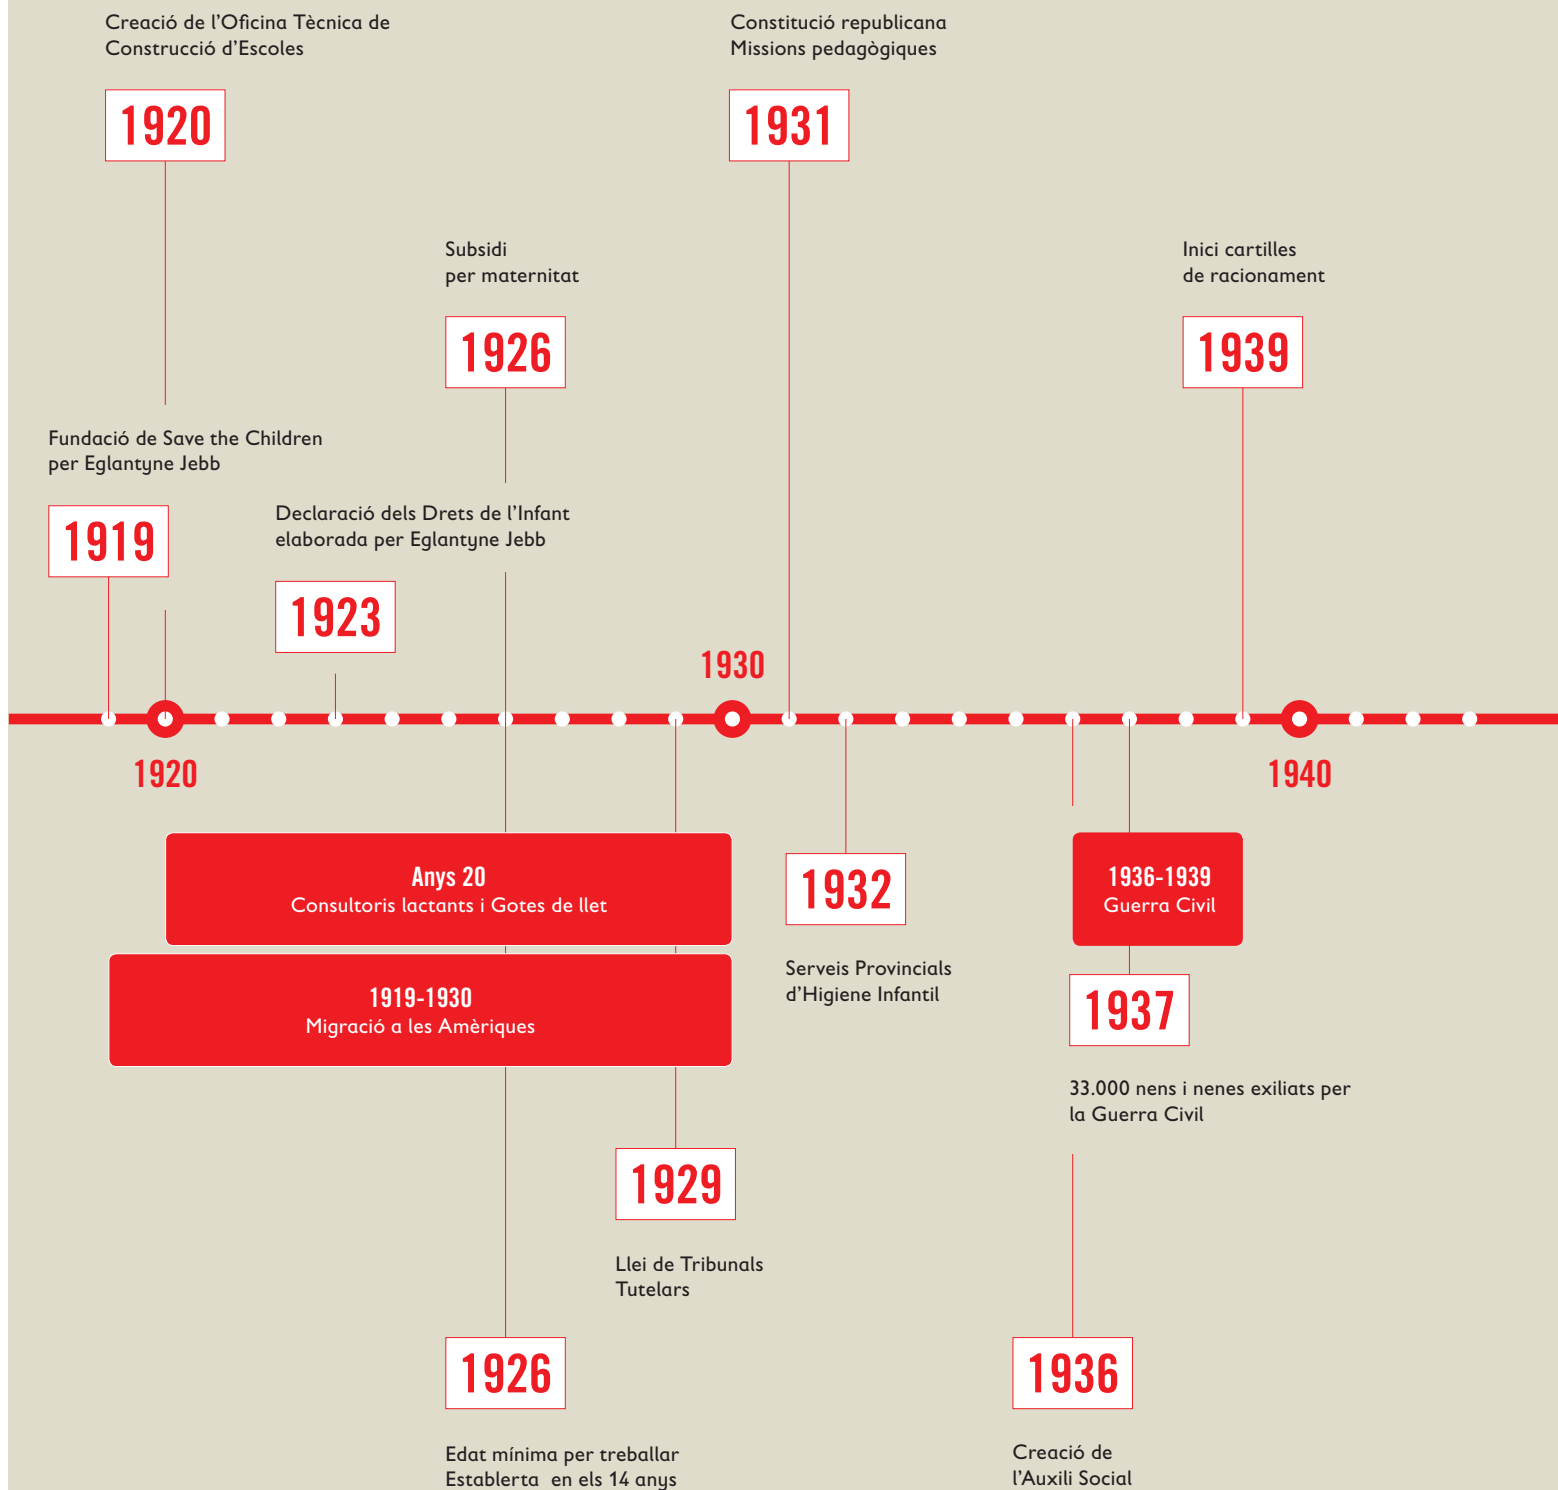 Creació de l’Oficina Tècnica de
Construcció d’Escoles
1920
Constitució republicana
Missions pedagògiques
1931
Subsidi
per maternitat
1926
Inici cartilles
de racionament
1939
Fundació de Save the Children
per Eglantyne Jebb
1919
Declaració dels Drets de l’Infant
elaborada per Eglantyne Jebb
1923
1930
1920
1940
Anys 20
Consultoris lactants i Gotes de llet
1919-1930
Migració a les Amèriques
1932
Serveis Provincials
d’Higiene Infantil
1936-1939
Guerra Civil
1937
33.000 nens i nenes exiliats per
la Guerra Civil
1929
Llei de Tribunals
Tutelars
1926
Edat mínima per treballar
Establerta  en els 14 anys
1936
Creació de
l’Auxili Social